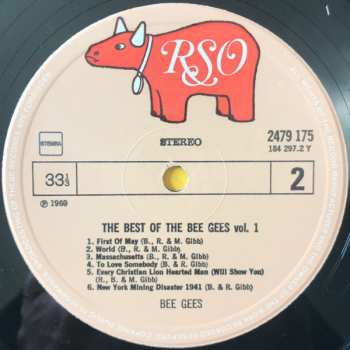 RSO
STEMRA
STEREO
2479 175
184 297.2 Y
33⅓
2
℗ 1969
THE BEST OF THE BEE GEES vol. 1
1. First Of May (B., R. & M. Gibb)
2. World (B., R. & M. Gibb)
3. Massachusetts (B., R. & M. Gibb)
4. To Love Somebody (B. & R. Gibb)
5. Every Christian Lion Hearted Man (Will Show You)
(R., B. & M. Gibb)
6. New York Mining Disaster 1941 (B. & R. Gibb)
BEE GEES